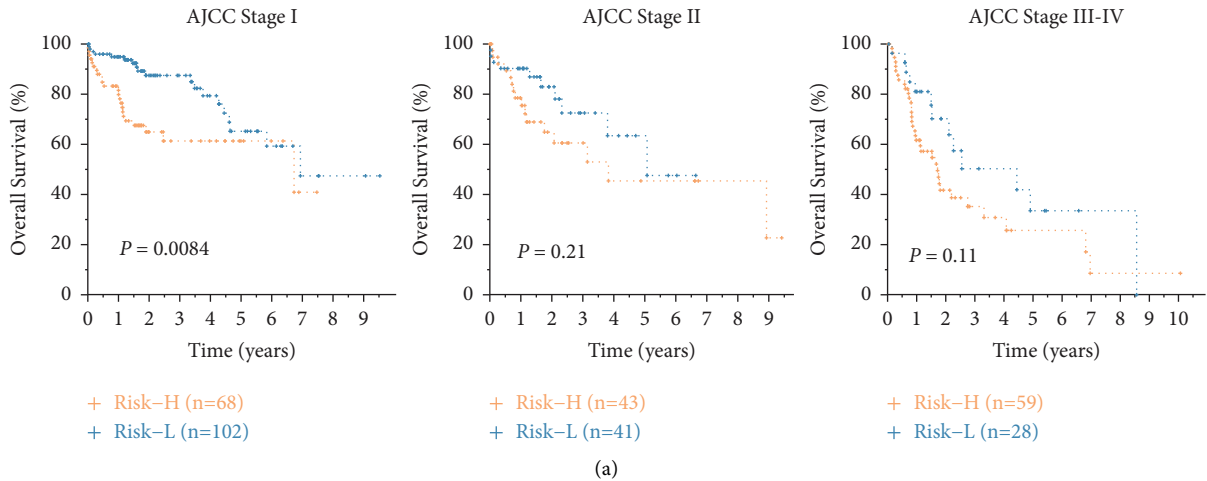 AJCC Stage I
100
80
60
40
20
0
Overall Survival (%)
P = 0.0084
0 1 2 3 4 5 6 7 8 9
Time (years)
Risk−H (n=68)
Risk−L (n=102)
AJCC Stage II
100
80
60
40
20
0
Overall Survival (%)
P = 0.21
0 1 2 3 4 5 6 7 8 9
Time (years)
Risk−H (n=43)
Risk−L (n=41)
AJCC Stage III-IV
100
80
60
40
20
0
Overall Survival (%)
P = 0.11
0 1 2 3 4 5 6 7 8 9 10
Time (years)
Risk−H (n=59)
Risk−L (n=28)
(a)